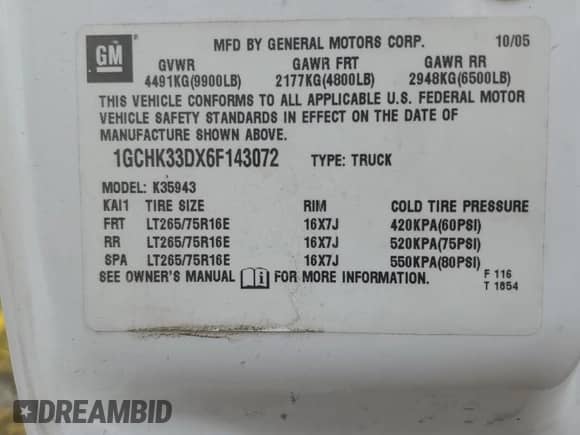 GM
MFD BY GENERAL MOTORS CORP. 10/05
GVWR GAWR FRT GAWR RR
4491KG(9900LB) 2177KG(4800LB) 2948KG(6500LB)
THIS VEHICLE CONFORMS TO ALL APPLICABLE U.S. FEDERAL MOTOR
VEHICLE SAFETY STANDARDS IN EFFECT ON THE DATE OF
MANUFACTURE SHOWN ABOVE.
1GCHK33DX6F143072 TYPE: TRUCK
MODEL: K35943
KAI1 TIRE SIZE RIM COLD TIRE PRESSURE
FRT LT265/75R16E 16X7J 420KPA(60PSI)
RR LT265/75R16E 16X7J 520KPA(75PSI)
SPA LT265/75R16E 16X7J 550KPA(80PSI)
SEE OWNER'S MANUAL i FOR MORE INFORMATION.
F 116
T 1854
DREAMBID